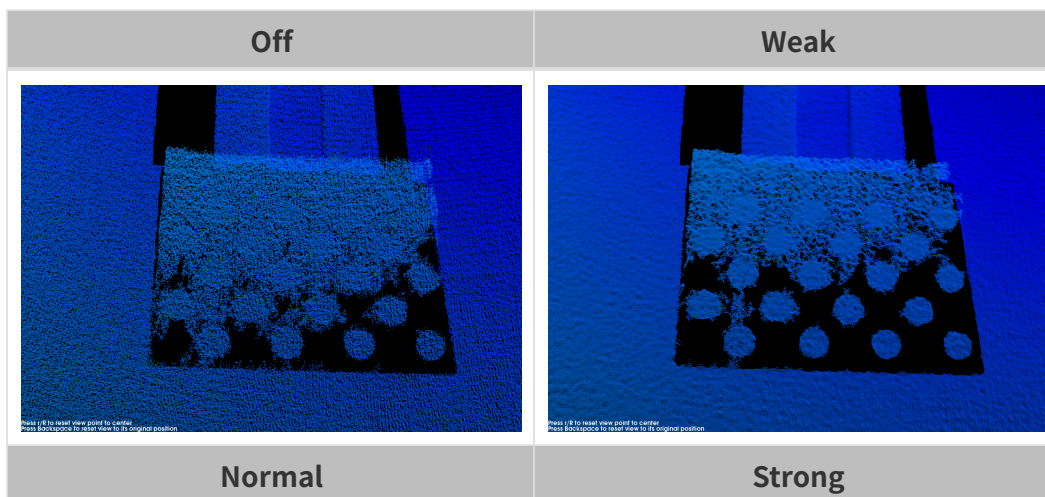 Off
Weak
Press r/R to reset view point to center
Press Backspace to reset view to its original position
Press r/R to reset view point to center
Press Backspace to reset view to its original position
Normal
Strong